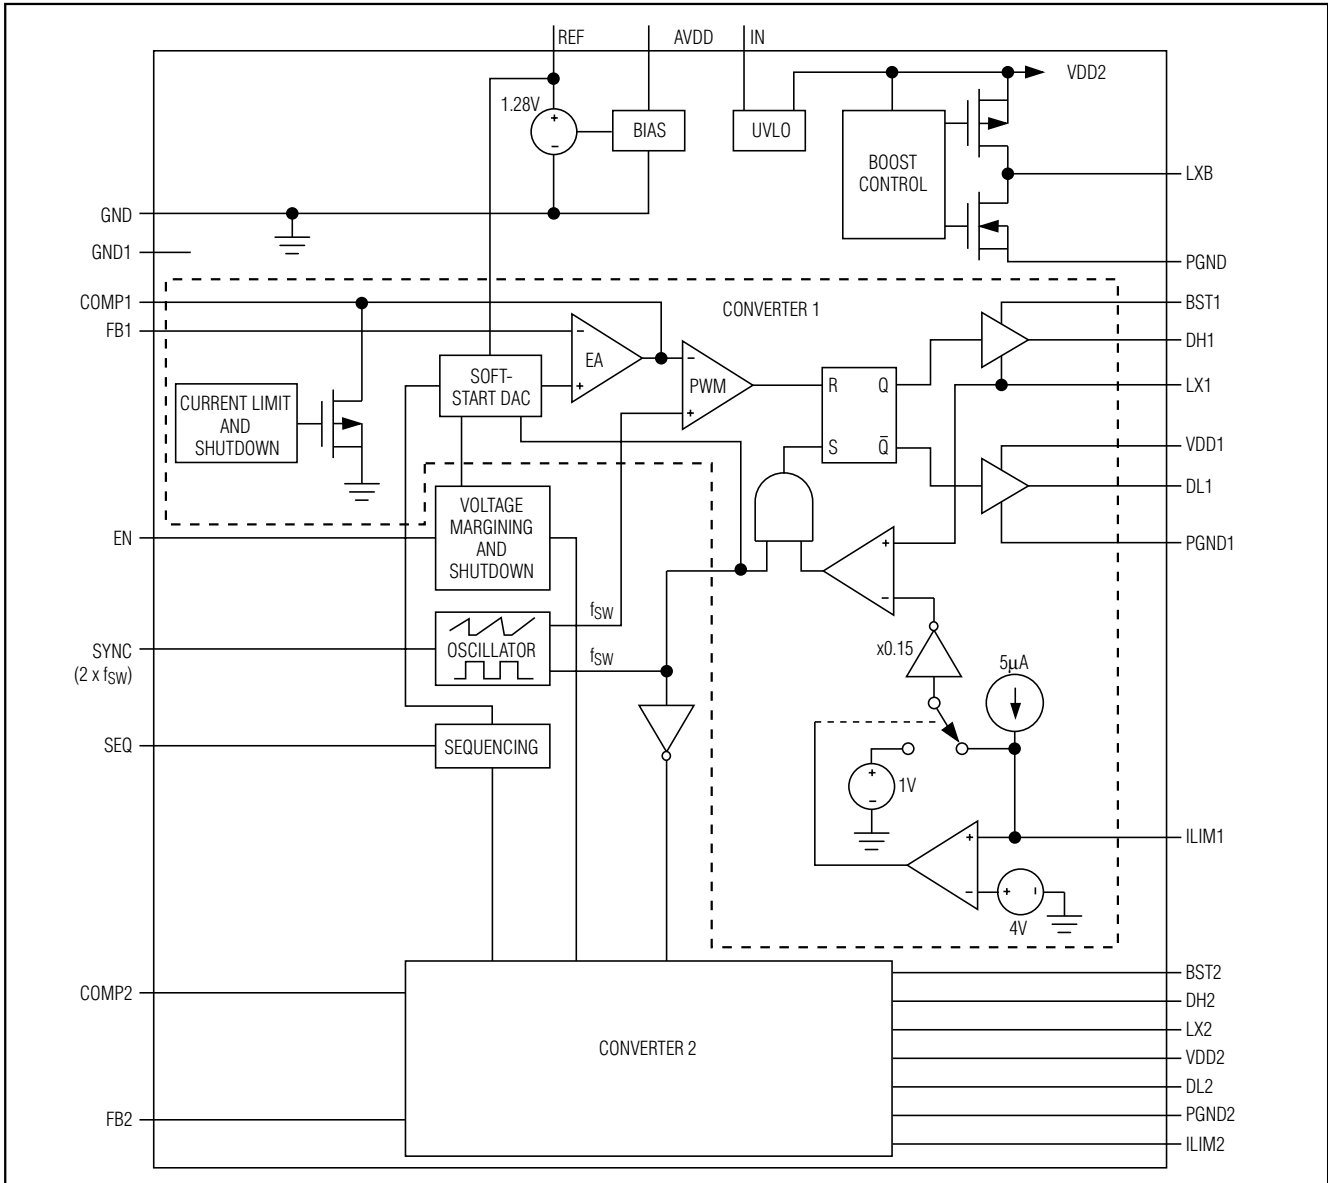 REF
AVDD
IN
VDD2
1.28V
+
−
BIAS
UVLO
BOOST
CONTROL
LXB
GND
GND1
PGND
COMP1
CONVERTER 1
BST1
FB1
−
EA
+
DH1
SOFT-
START DAC
−
PWM
+
R
Q
S
Q̅
LX1
CURRENT LIMIT
AND
SHUTDOWN
VDD1
DL1
VOLTAGE
MARGINING
AND
SHUTDOWN
EN
+
−
PGND1
fSW
OSCILLATOR
fSW
SYNC
(2 x fSW)
x0.15
5µA
SEQ
SEQUENCING
+
−
1V
+
−
ILIM1
+
−
4V
COMP2
CONVERTER 2
FB2
BST2
DH2
LX2
VDD2
DL2
PGND2
ILIM2